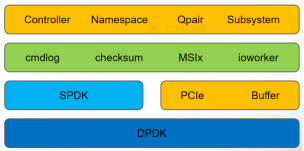 Controller Namespace Qpair Subsystem
cmdlog checksum MSIx ioworker
SPDK PCIe Buffer
DPDK